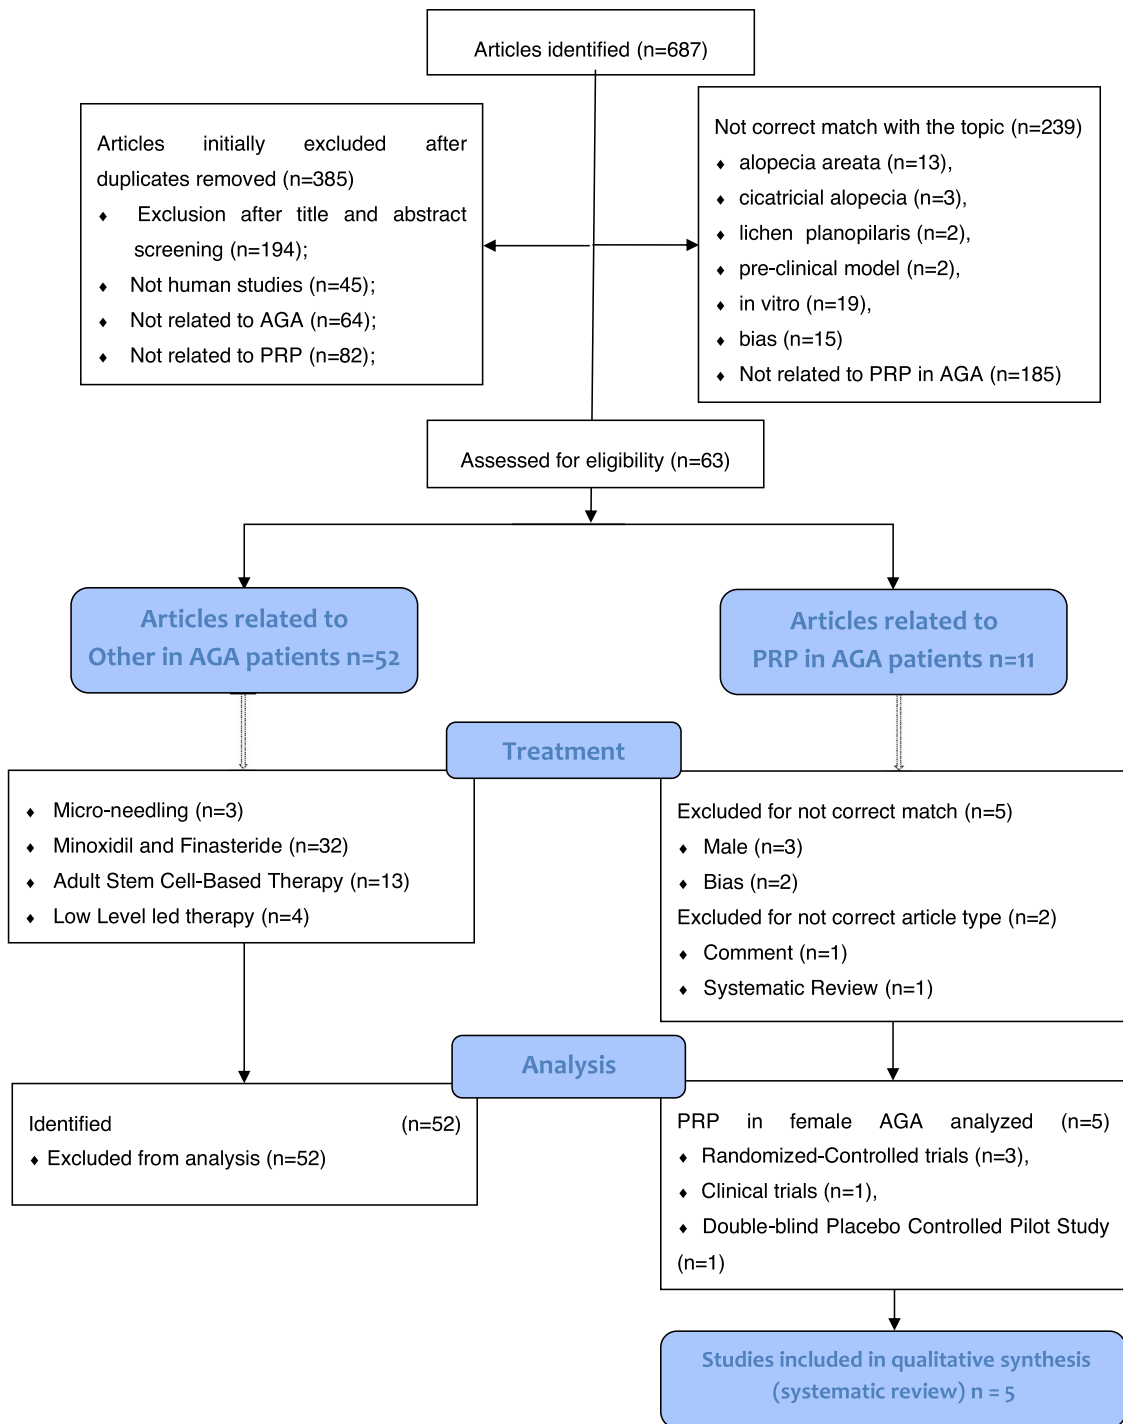 Articles identified (n=687)
Articles initially excluded after
duplicates removed (n=385)
♦ Exclusion after title and abstract
screening (n=194);
♦ Not human studies (n=45);
♦ Not related to AGA (n=64);
♦ Not related to PRP (n=82);
Not correct match with the topic (n=239)
♦ alopecia areata (n=13),
♦ cicatricial alopecia (n=3),
♦ lichen planopilaris (n=2),
♦ pre-clinical model (n=2),
♦ in vitro (n=19),
♦ bias (n=15)
♦ Not related to PRP in AGA (n=185)
Assessed for eligibility (n=63)
Articles related to
Other in AGA patients n=52
Articles related to
PRP in AGA patients n=11
Treatment
♦ Micro-needling (n=3)
♦ Minoxidil and Finasteride (n=32)
♦ Adult Stem Cell-Based Therapy (n=13)
♦ Low Level led therapy (n=4)
Excluded for not correct match (n=5)
♦ Male (n=3)
♦ Bias (n=2)
Excluded for not correct article type (n=2)
♦ Comment (n=1)
♦ Systematic Review (n=1)
Analysis
Identified (n=52)
♦ Excluded from analysis (n=52)
PRP in female AGA analyzed (n=5)
♦ Randomized-Controlled trials (n=3),
♦ Clinical trials (n=1),
♦ Double-blind Placebo Controlled Pilot Study
(n=1)
Studies included in qualitative synthesis
(systematic review) n = 5